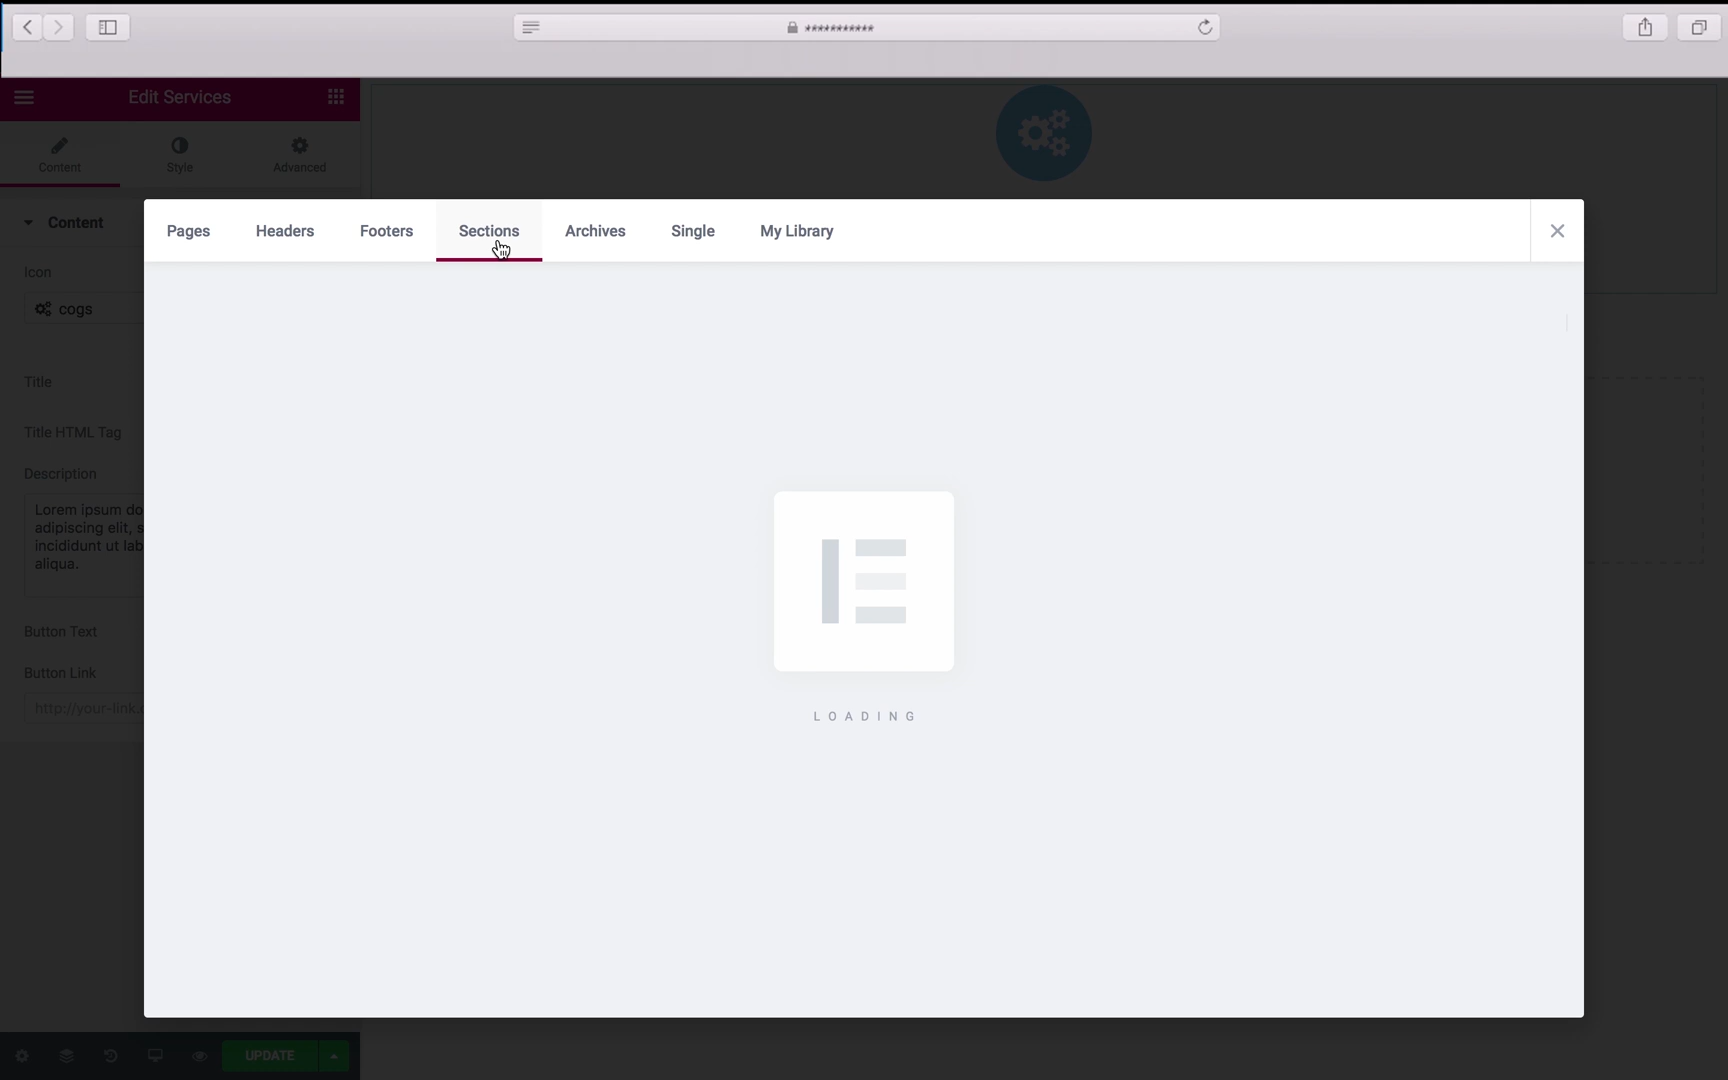 ***********
Edit Services
Content
Style
Advanced
Content
Pages
Headers
Footers
Sections
Archives
Single
My Library
Icon
cogs
Title
Title HTML Tag
Description
Lorem ipsum do
adipiscing elit, s
incididunt ut lab
aliqua.
Button Text
Button Link
http://your-link.
LOADING
UPDATE